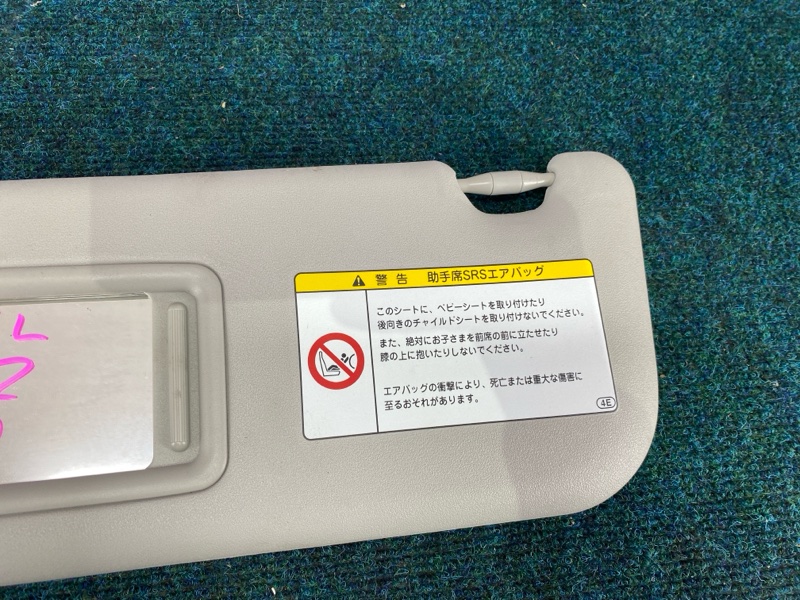 警告 助手席SRSエアバッグ
このシートに、ベビーシートを取り付けたり
後向きのチャイルドシートを取り付けないでください。
また、絶対にお子さまを前席の前に立たせたり
膝の上に抱いたりしないでください。
エアバッグの衝撃により、死亡または重大な傷害に
至るおそれがあります。
4E
L